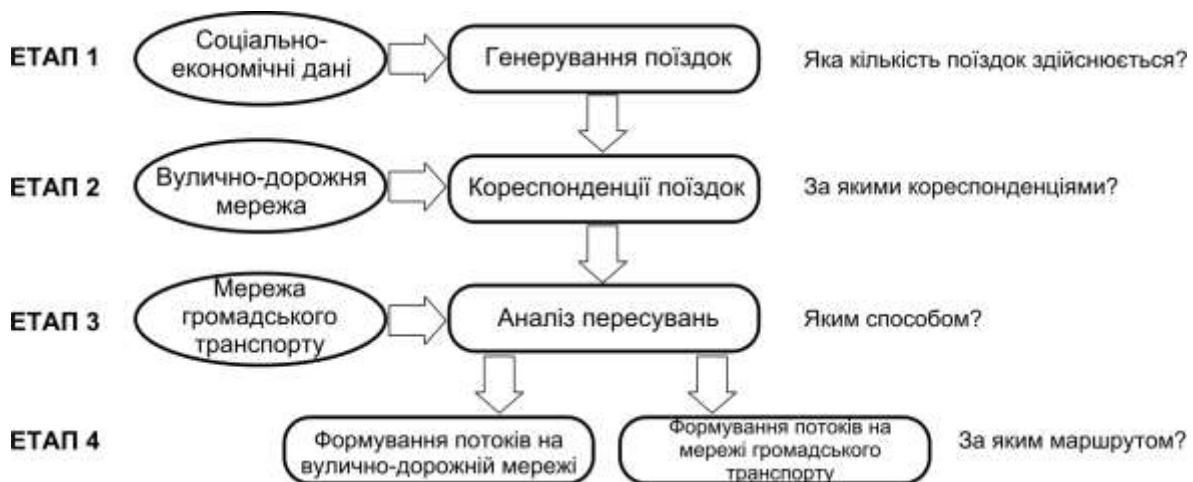 ЕТАП 1
Соціально-
економічні дані
Генерування поїздок
Яка кількість поїздок здійснюється?
ЕТАП 2
Вулично-дорожня
мережа
Кореспонденції поїздок
За якими кореспонденціями?
ЕТАП 3
Мережа
громадського
транспорту
Аналіз пересувань
Яким способом?
ЕТАП 4
Формування потоків на
вулично-дорожній мережі
Формування потоків на
мережі громадського
транспорту
За яким маршрутом?